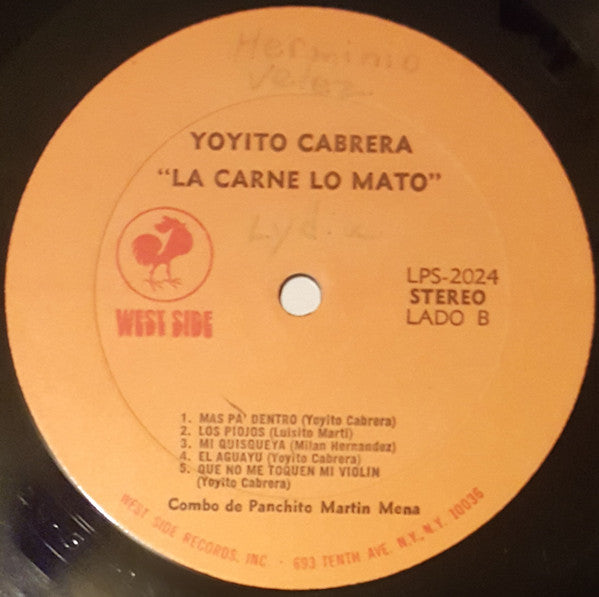 Herminio
Velez
YOYITO CABRERA
"LA CARNE LO MATO"
Lydia
WEST SIDE
LPS-2024
STEREO
LADO B
1. MAS PA' DENTRO (Yoyito Cabrera)
2. LOS PIOJOS (Luisito Marti)
3. MI QUISQUEYA (Milan Hernandez)
4. EL AGUAYU (Yoyito Cabrera)
5. QUE NO ME TOQUEN MI VIOLIN
(Yoyito Cabrera)
Combo de Panchito Martin Mena
WEST SIDE RECORDS, INC. - 693 TENTH AVE. N.Y., N.Y. 10036